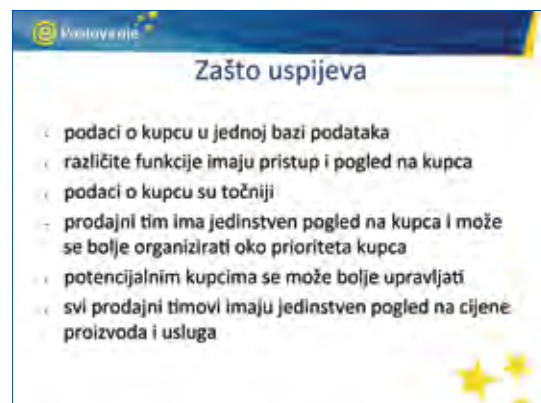 Poslovanje
Zašto uspijeva
podaci o kupcu u jednoj bazi podataka
različite funkcije imaju pristup i pogled na kupca
podaci o kupcu su točniji
prodajni tim ima jedinstven pogled na kupca i može
se bolje organizirati oko prioriteta kupca
potencijalnim kupcima se može bolje upravljati
svi prodajni timovi imaju jedinstven pogled na cijene
proizvoda i usluga